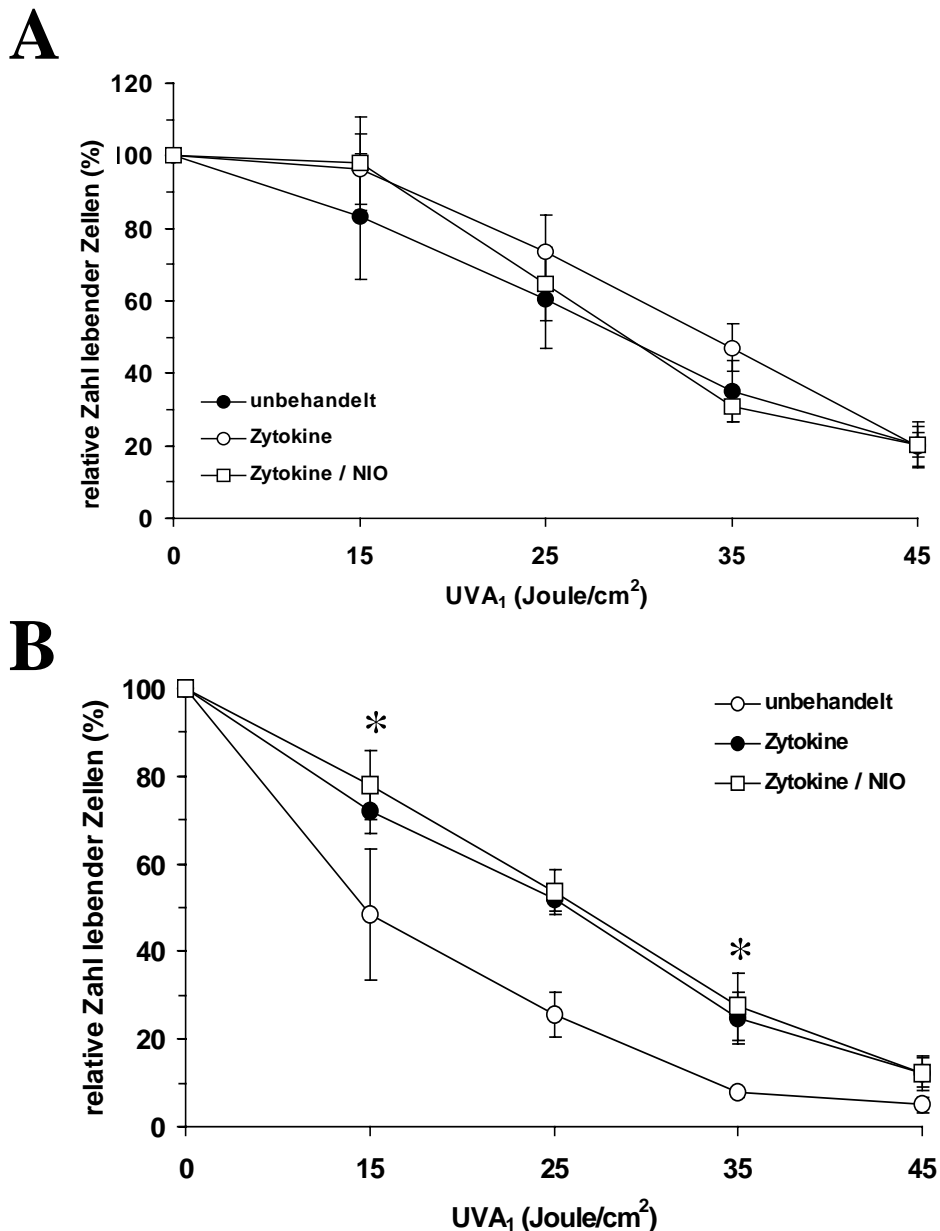 A
120
100
80
60
40
20
0
relative Zahl lebender Zellen (%)
unbehandelt
Zytokine
Zytokine / NIO
0 15 25 35 45
UVA₁ (Joule/cm²)
B
100
80
60
40
20
0
relative Zahl lebender Zellen (%)
* *
unbehandelt
Zytokine
Zytokine / NIO
0 15 25 35 45
UVA₁ (Joule/cm²)